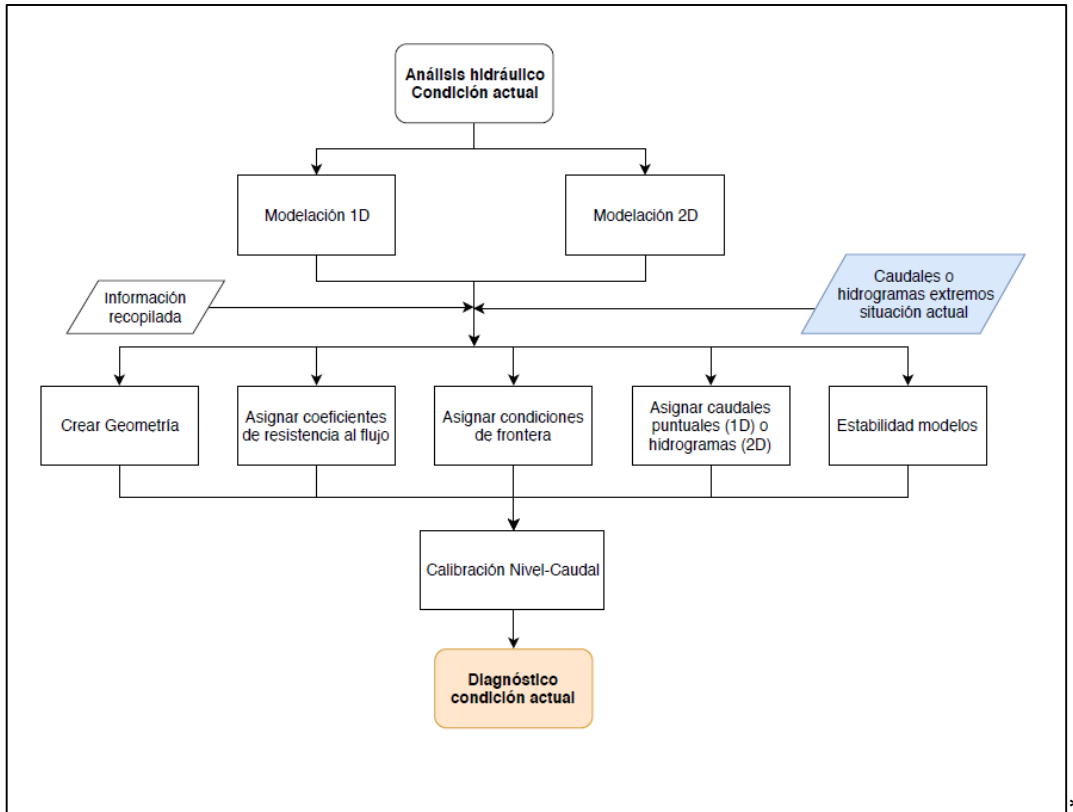 Análisis hidráulico
Condición actual
Modelación 1D
Modelación 2D
Información
recopilada
Caudales o
hidrogramas extremos
situación actual
Crear Geometría
Asignar coeficientes
de resistencia al flujo
Asignar condiciones
de frontera
Asignar caudales
puntuales (1D) o
hidrogramas (2D)
Estabilidad modelos
Calibración Nivel-Caudal
Diagnóstico
condición actual